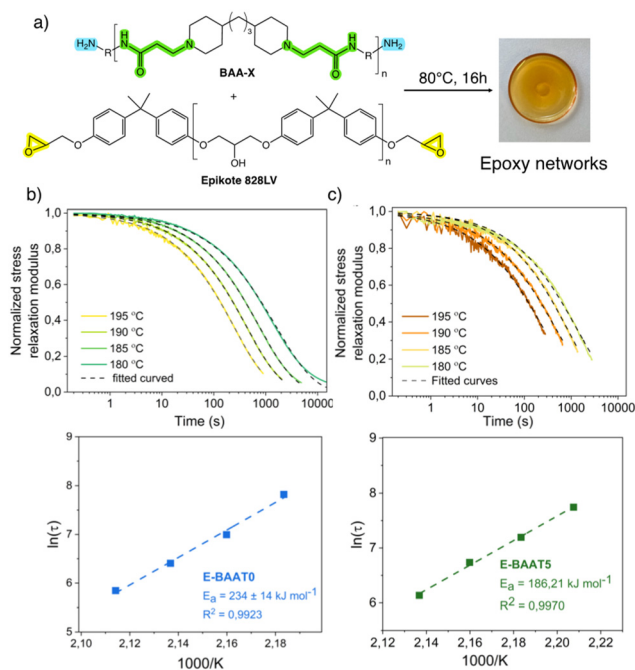 a)
H₂N
R
H
N
O
N
( )₃
N
O
H
N
R
NH₂
n
BAA-X
+
O
O
O
OH
O
O
O
n
Epikote 828LV
80°C, 16h
Epoxy networks
b)
Normalized stress
relaxation modulus
1,0
0,8
0,6
0,4
0,2
0,0
195 °C
190 °C
185 °C
180 °C
fitted curved
1 10 100 1000 10000
Time (s)
c)
Normalized stress
relaxation modulus
1,0
0,8
0,6
0,4
0,2
0,0
195 °C
190 °C
185 °C
180 °C
Fitted curves
1 10 100 1000 10000
Time (s)
ln(τ)
9
8
7
6
5
E-BAAT0
Eₐ = 234 ± 14 kJ mol⁻¹
R² = 0,9923
2,10 2,12 2,14 2,16 2,18
1000/K
ln(τ)
9
8
7
6
E-BAAT5
Eₐ = 186,21 kJ mol⁻¹
R² = 0,9970
2,12 2,14 2,16 2,18 2,20 2,22
1000/K